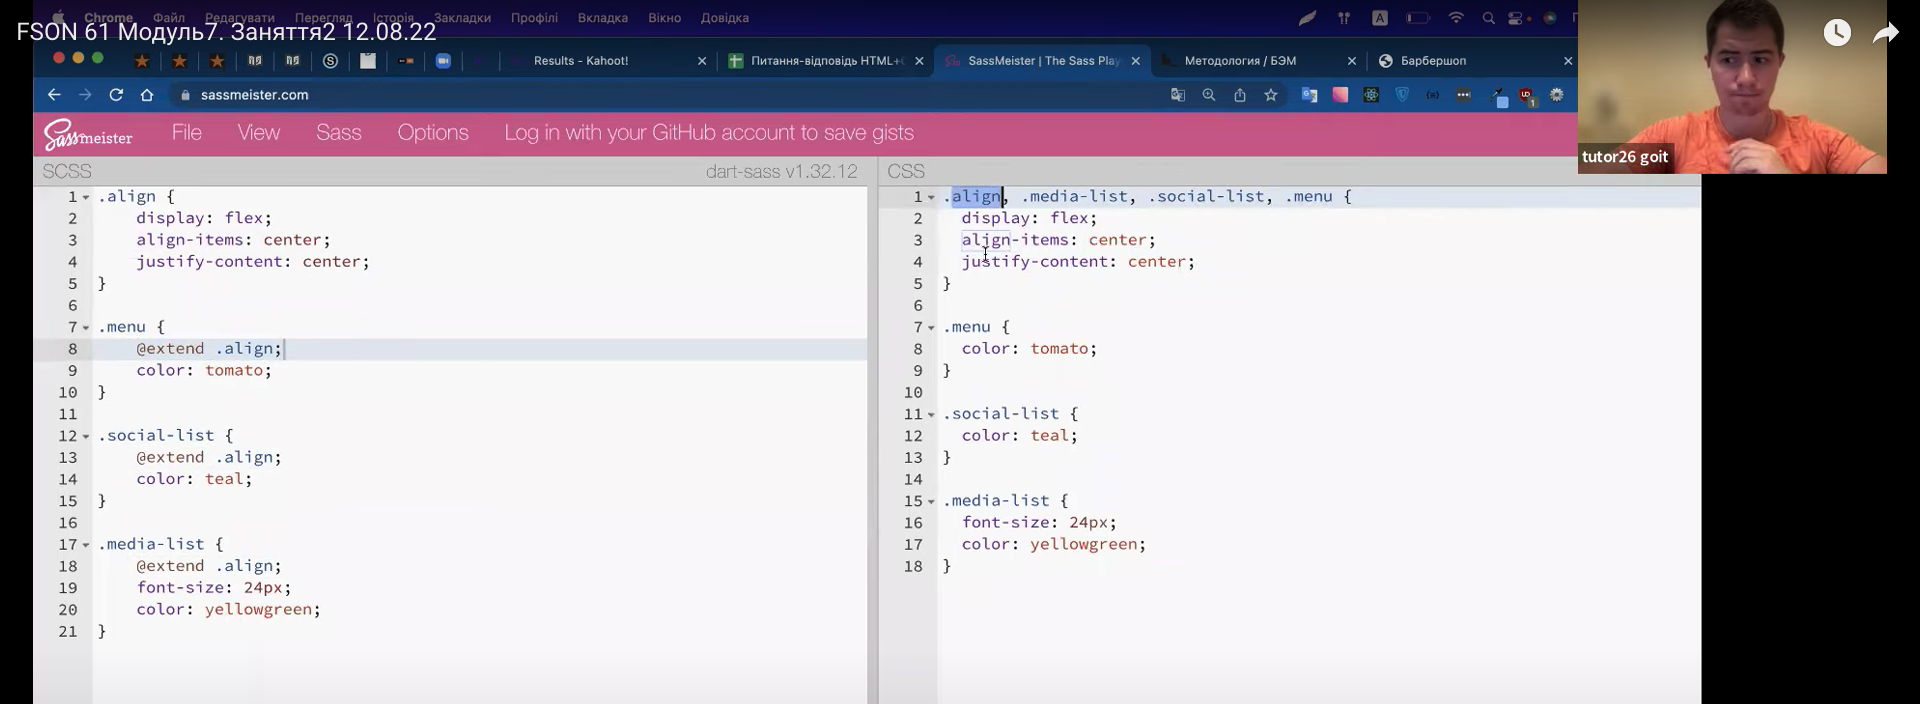 Chrome Файл Редагувати Перегляд Історія Закладки Профілі Вкладка Вікно Довідка
FSON 61 Модуль7. Заняття2 12.08.22
Results - Kahoot!
Питання-відповідь HTML+
SassMeister | The Sass Play
Методология / БЭМ
Барбершоп
sassmeister.com
Sassmeister File View Sass Options Log in with your GitHub account to save gists
tutor26 goit
SCSS dart-sass v1.32.12
1 .align {
2 display: flex;
3 align-items: center;
4 justify-content: center;
5 }
6
7 .menu {
8 @extend .align;
9 color: tomato;
10 }
11
12 .social-list {
13 @extend .align;
14 color: teal;
15 }
16
17 .media-list {
18 @extend .align;
19 font-size: 24px;
20 color: yellowgreen;
21 }
CSS
1 .align, .media-list, .social-list, .menu {
2 display: flex;
3 align-items: center;
4 justify-content: center;
5 }
6
7 .menu {
8 color: tomato;
9 }
10
11 .social-list {
12 color: teal;
13 }
14
15 .media-list {
16 font-size: 24px;
17 color: yellowgreen;
18 }